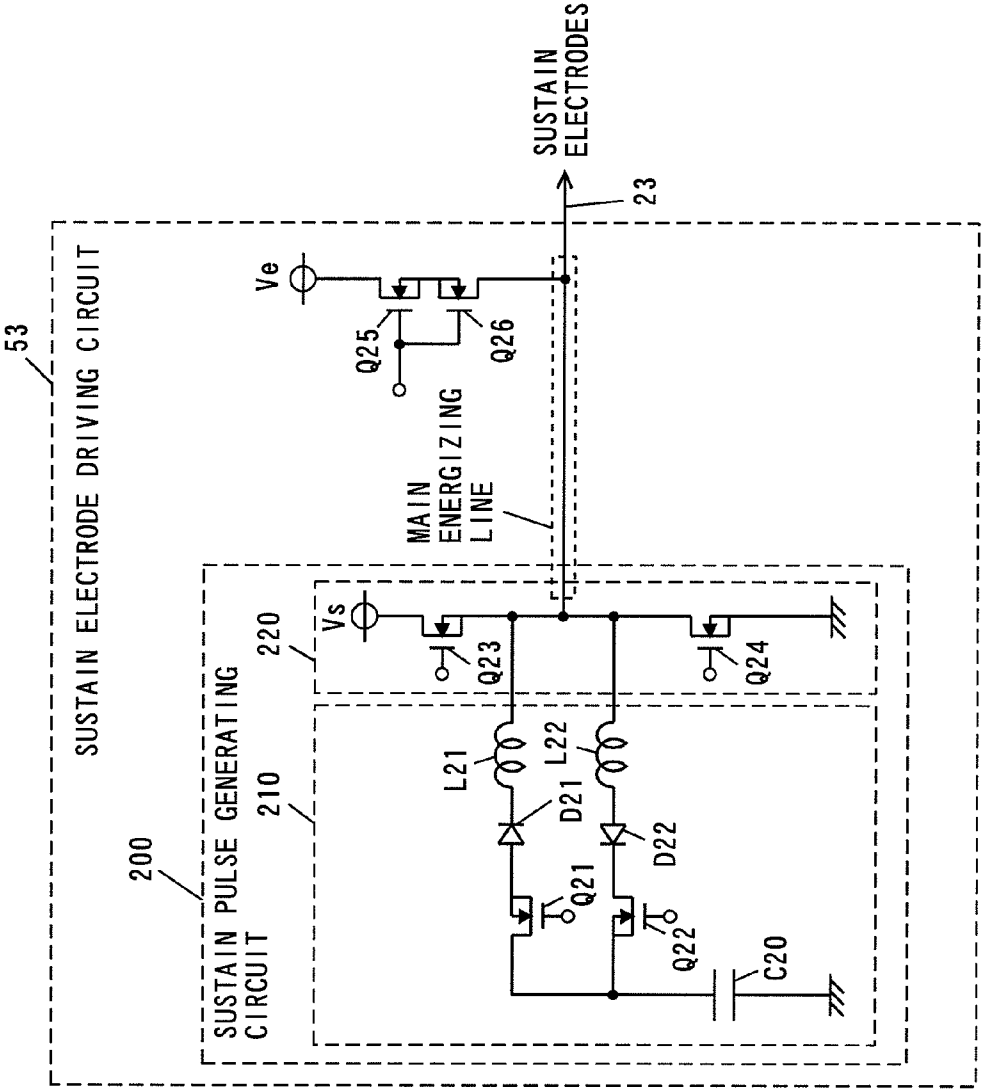 53
SUSTAIN ELECTRODE DRIVING CIRCUIT
200
SUSTAIN PULSE GENERATING
CIRCUIT
210
220
Vs
Ve
Q25
Q26
MAIN
ENERGIZING
LINE
SUSTAIN
ELECTRODES
23
Q23
Q24
L21
L22
D21
D22
Q21
Q22
C20